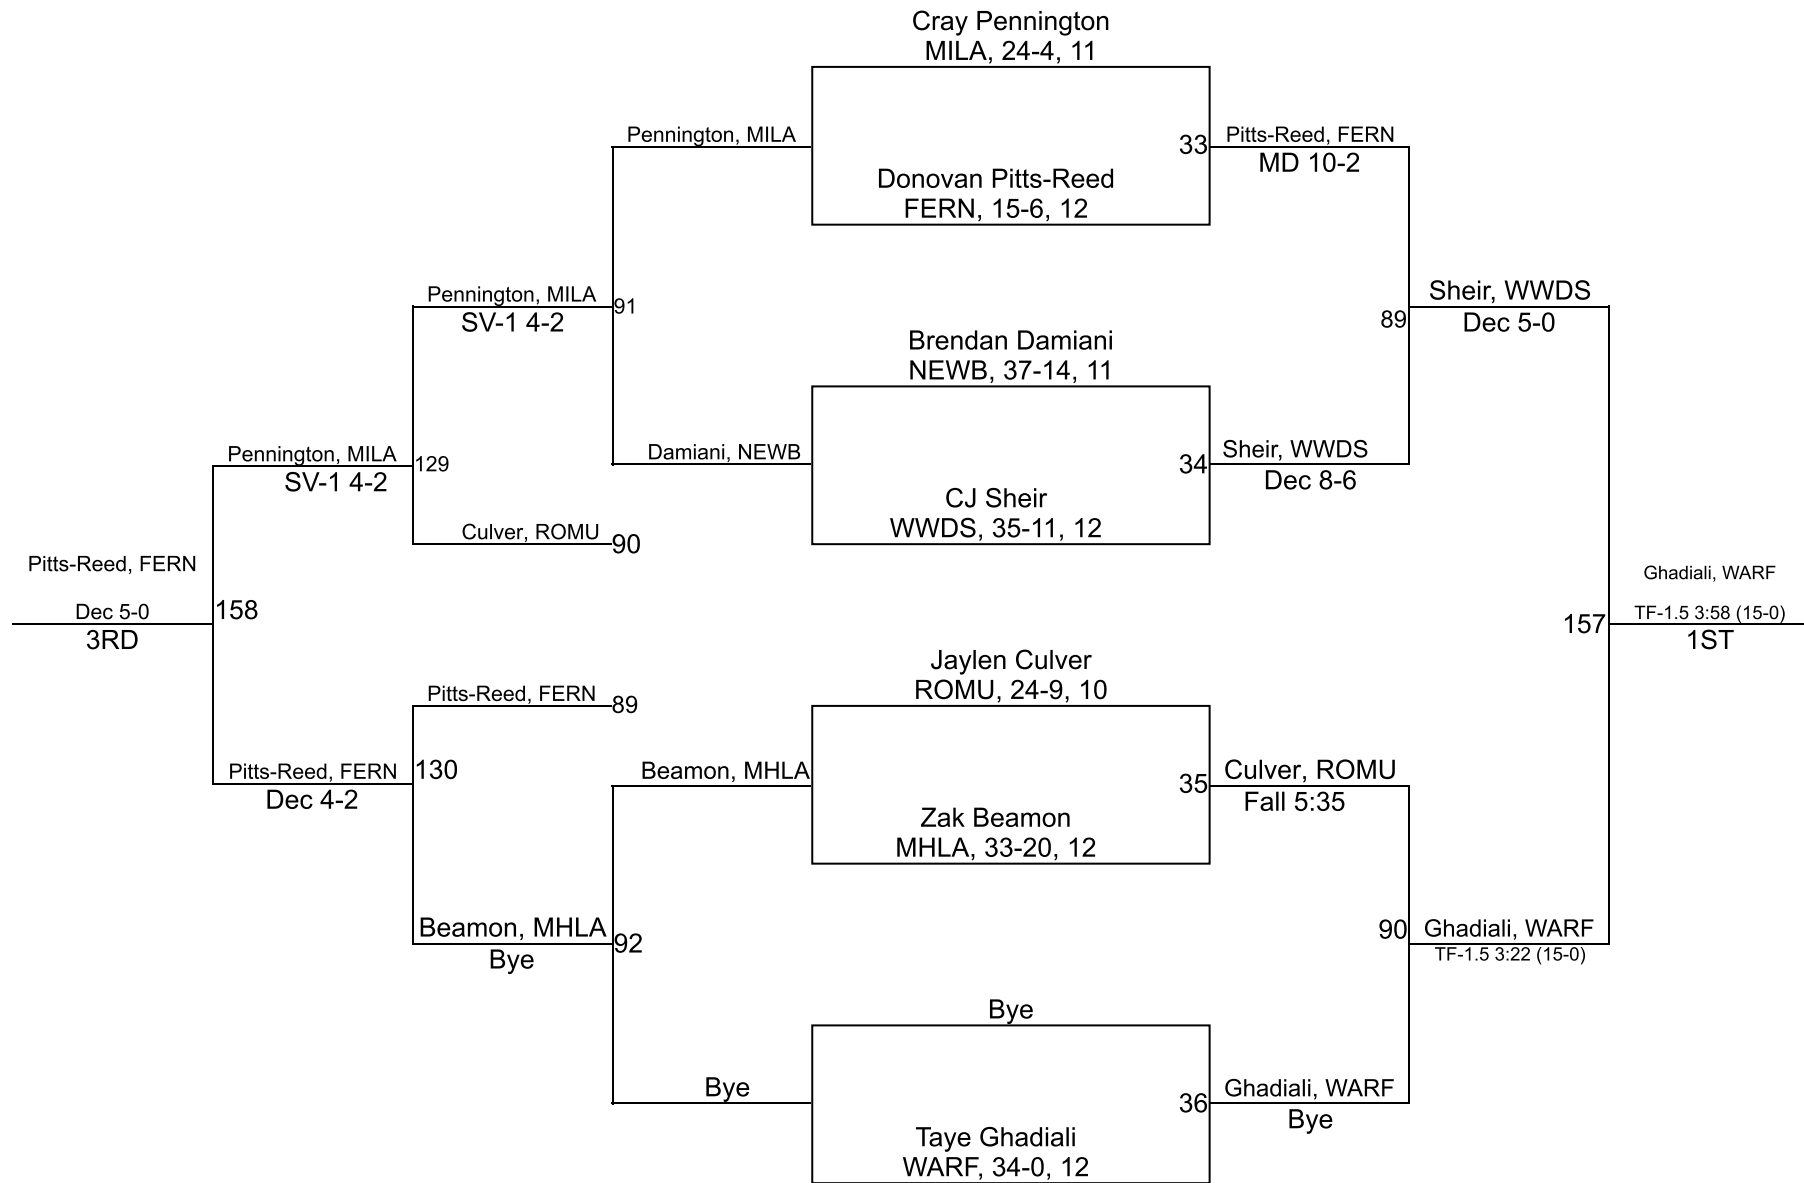 Cray Pennington
MILA, 24-4, 11
Pennington, MILA
33
Pitts-Reed, FERN
MD 10-2
Donovan Pitts-Reed
FERN, 15-6, 12
Pennington, MILA
SV-1 4-2
91
Sheir, WWDS
Dec 5-0
89
Brendan Damiani
NEWB, 37-14, 11
Pennington, MILA
SV-1 4-2
129
Damiani, NEWB
34
Sheir, WWDS
Dec 8-6
CJ Sheir
WWDS, 35-11, 12
Culver, ROMU
90
Pitts-Reed, FERN
Dec 5-0
3RD
158
157
Ghadiali, WARF
TF-1.5 3:58 (15-0)
1ST
Jaylen Culver
ROMU, 24-9, 10
Pitts-Reed, FERN
89
Pitts-Reed, FERN
Dec 4-2
130
Beamon, MHLA
35
Culver, ROMU
Fall 5:35
Zak Beamon
MHLA, 33-20, 12
Beamon, MHLA
Bye
92
90
Ghadiali, WARF
TF-1.5 3:22 (15-0)
Bye
Bye
36
Ghadiali, WARF
Bye
Taye Ghadiali
WARF, 34-0, 12